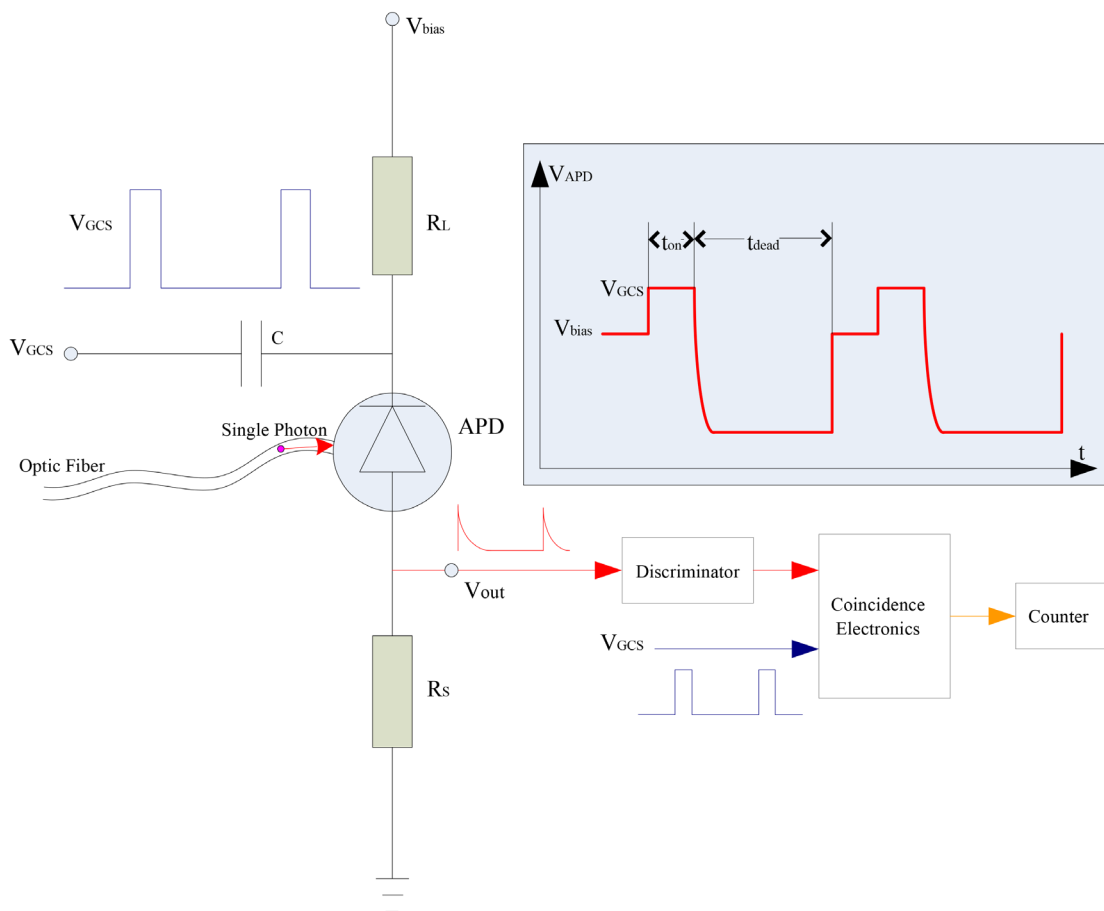 Vbias
VGCS
RL
VGCS
C
Single Photon
APD
Optic Fiber
VAPD
ton
tdead
VGCS
Vbias
t
Vout
Discriminator
VGCS
Coincidence
Electronics
Counter
RS